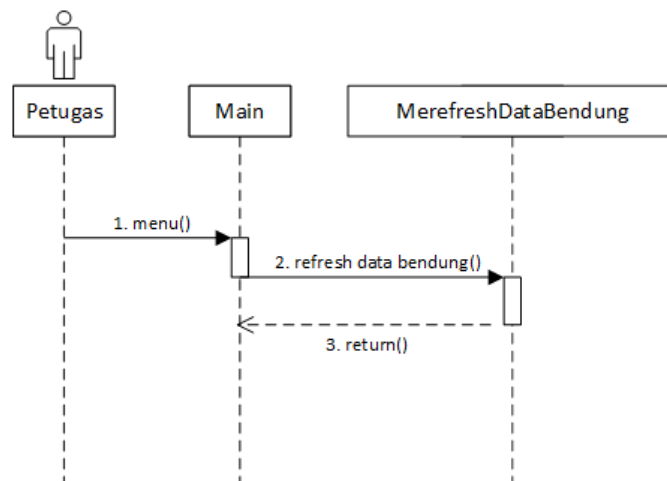 Petugas
Main
MerefreshDataBendung
1. menu()
2. refresh data bendung()
3. return()